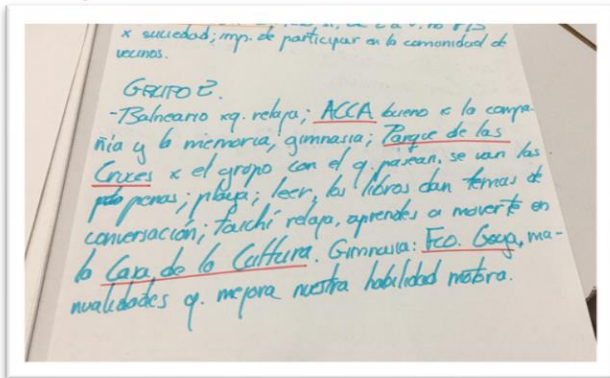 x suciedad; imp. de participar en la comunidad de
vecinos.
GRUPO 2.
-Balneario xq. relaja; ACCA bueno x la compa-
ñía y la memoria, gimnasia; Parque de las
Cruces x el grupo con el q. pasean, se van las
penas; playa; leer, los libros dan temas de
conversación; taichí relaja, aprendes a moverte en
la Casa de la Cultura. Gimnasia: Fco. Goya, ma-
nualidades q. mejora nuestra habilidad motora.